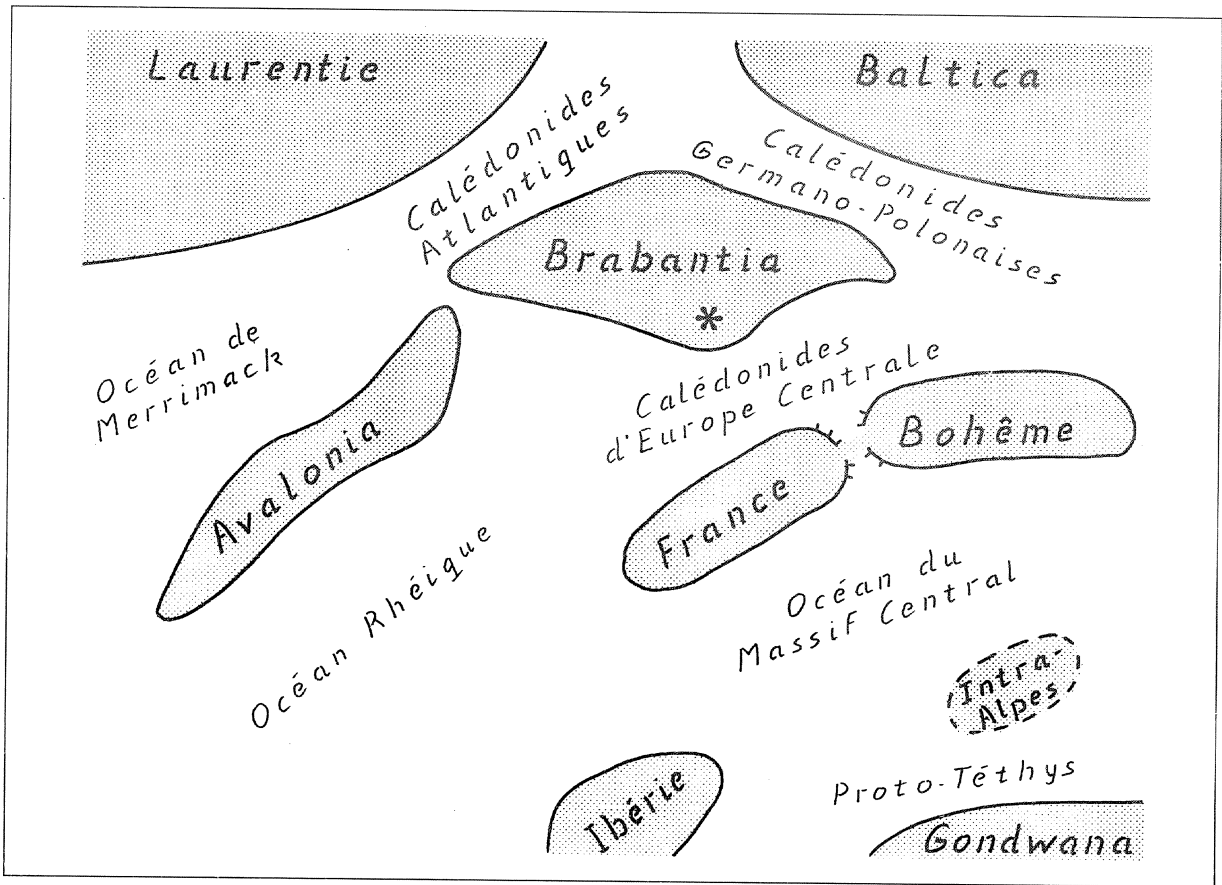 Laurentie
Baltica
Calédonides
Atlantiques
Calédonides
Germano-Polonaises
Brabantia
*
Océan de
Merrimack
Calédonides
d'Europe Centrale
Avalonia
Bohême
France
Océan Rhéique
Océan du
Massif Central
Intra-
Alpes
Ibérie
Proto-Téthys
Gondwana